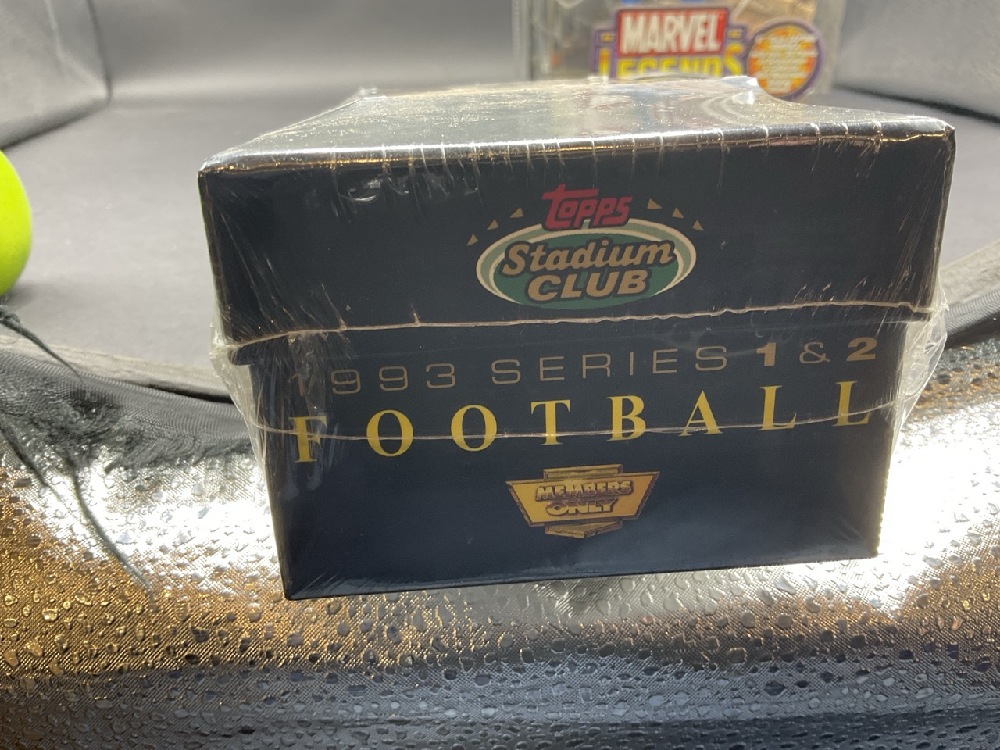 MARVEL
LEGENDS
TOPPS
Stadium
CLUB
1993 SERIES 1 & 2
FOOTBALL
MEMBERS
ONLY